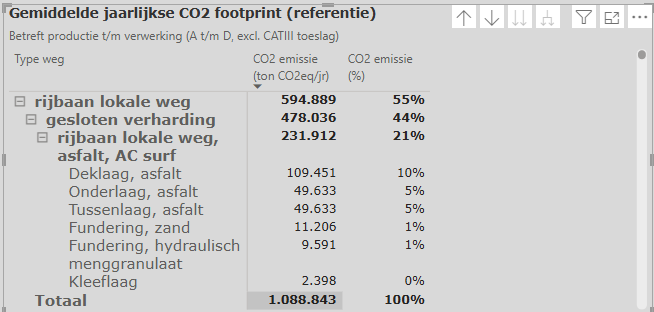 Gemiddelde jaarlijkse CO2 footprint (referentie)
Betreft productie t/m verwerking (A t/m D, excl. CATIII toeslag)
Type weg CO2 emissie CO2 emissie
(ton CO2eq/jr) (%)
rijbaan lokale weg 594.889 55%
gesloten verharding 478.036 44%
rijbaan lokale weg, 231.912 21%
asfalt, AC surf
Deklaag, asfalt 109.451 10%
Onderlaag, asfalt 49.633 5%
Tussenlaag, asfalt 49.633 5%
Fundering, zand 11.206 1%
Fundering, hydraulisch 9.591 1%
menggranulaat
Kleeflaag 2.398 0%
Totaal 1.088.843 100%